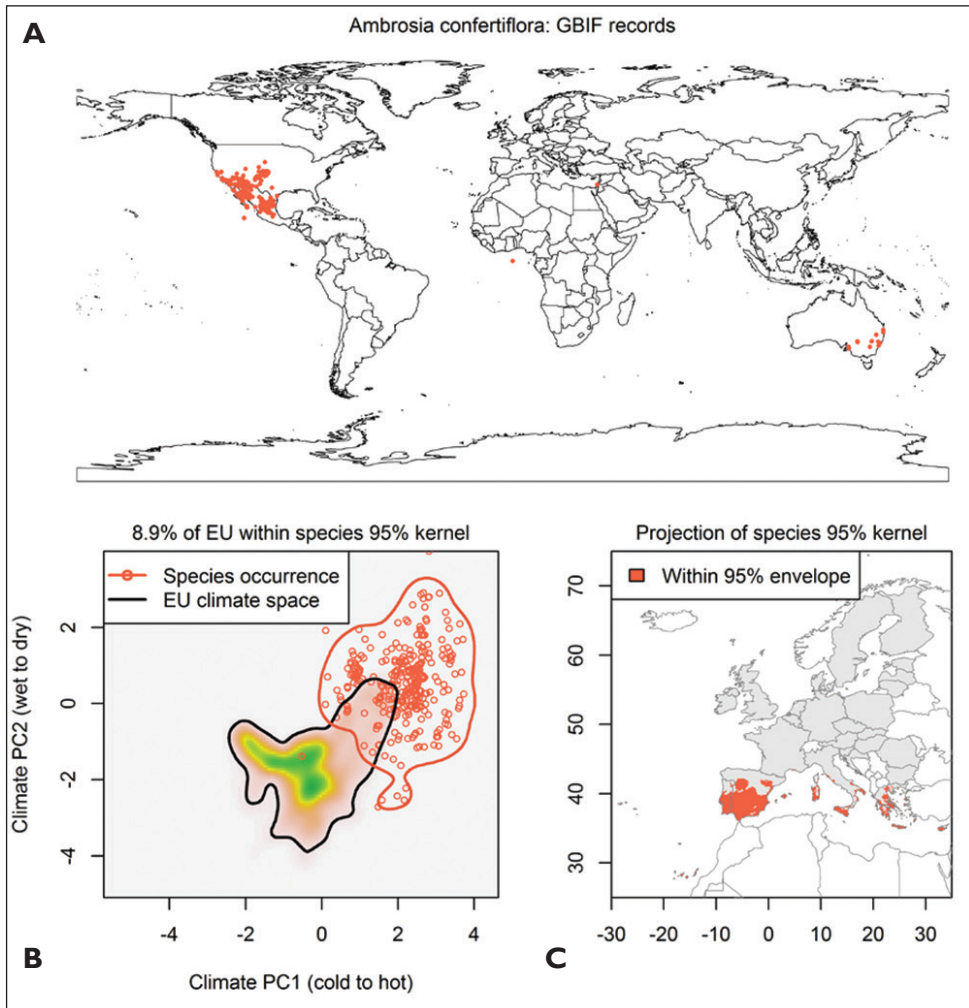 A
Ambrosia confertiflora: GBIF records
8.9% of EU within species 95% kernel
Species occurrence
EU climate space
Climate PC2 (wet to dry)
2
0
-2
-4
-4
-2
0
2
4
B
Climate PC1 (cold to hot)
Projection of species 95% kernel
Within 95% envelope
70
60
50
40
30
-30
-20
-10
0
10
20
30
C